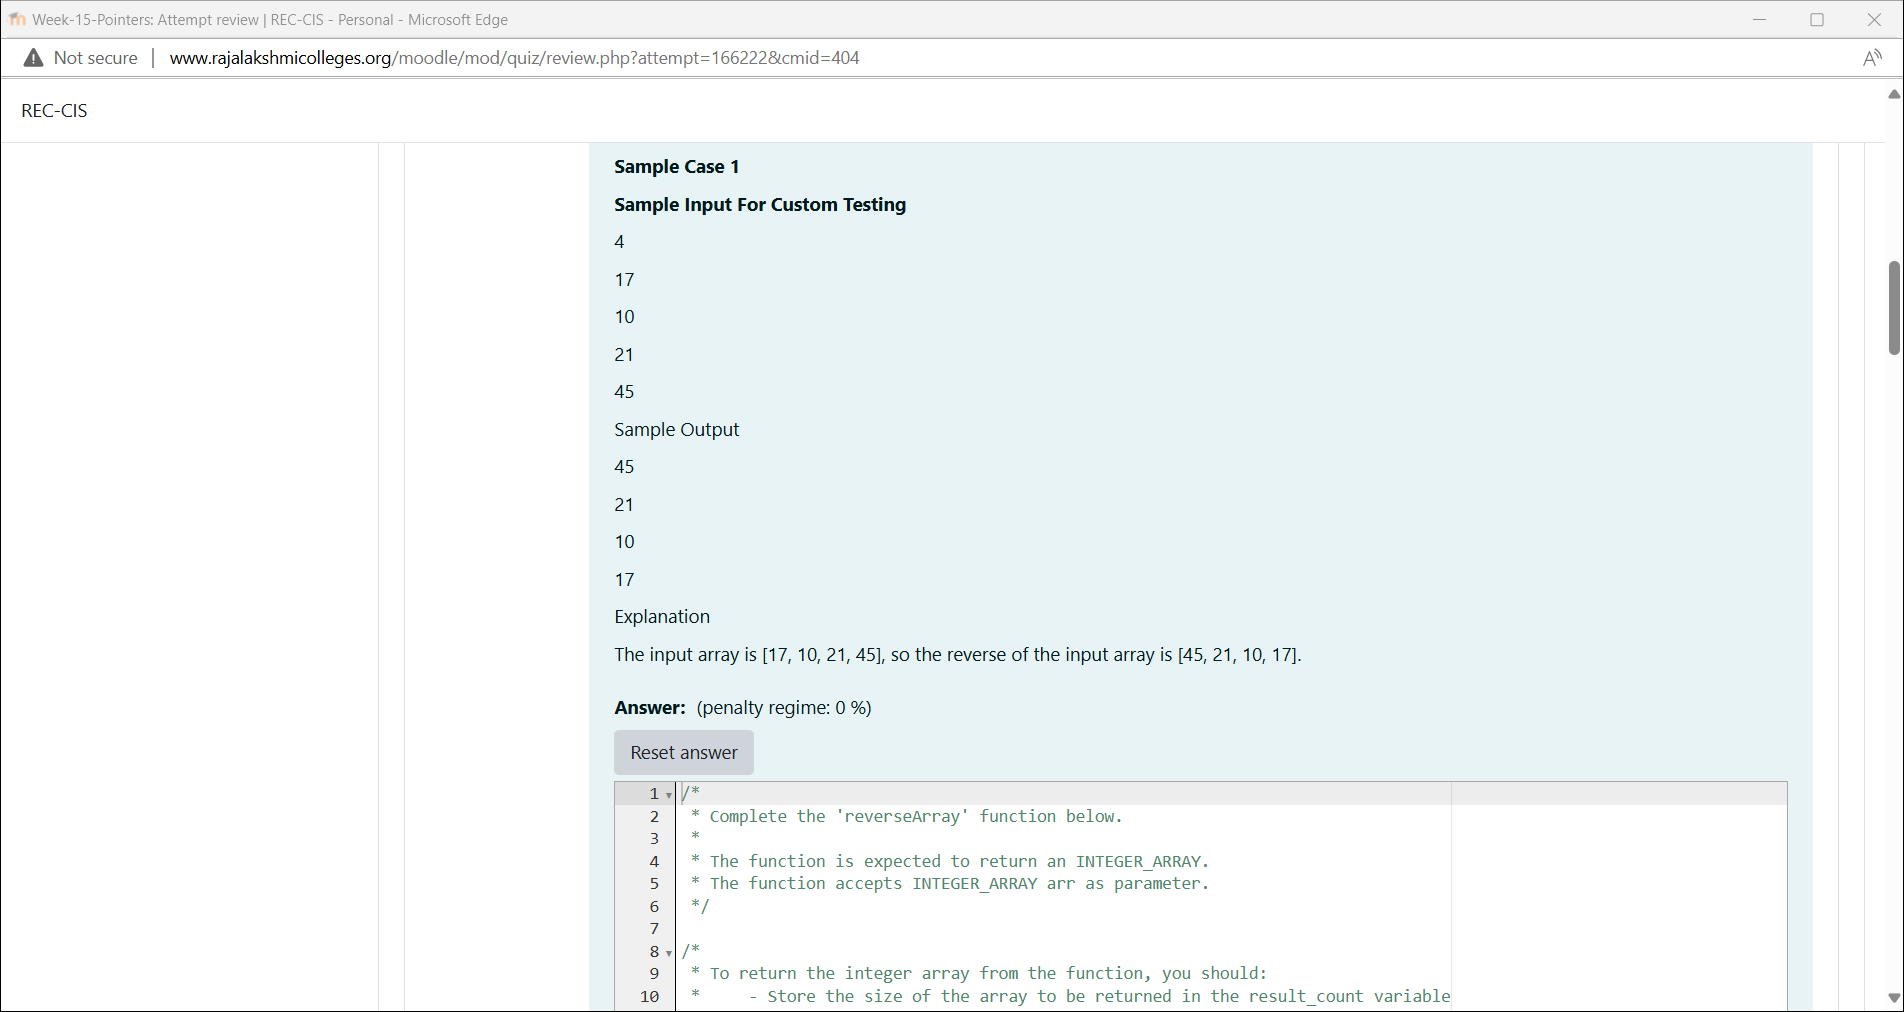 Week-15-Pointers: Attempt review | REC-CIS - Personal - Microsoft Edge
Not secure | www.rajalakshmicolleges.org/moodle/mod/quiz/review.php?attempt=166222&cmid=404
REC-CIS
Sample Case 1
Sample Input For Custom Testing
4
17
10
21
45
Sample Output
45
21
10
17
Explanation
The input array is [17, 10, 21, 45], so the reverse of the input array is [45, 21, 10, 17].
Answer: (penalty regime: 0 %)
Reset answer
1 /*
2 * Complete the 'reverseArray' function below.
3 *
4 * The function is expected to return an INTEGER_ARRAY.
5 * The function accepts INTEGER_ARRAY arr as parameter.
6 */
7
8 /*
9 * To return the integer array from the function, you should:
10 * - Store the size of the array to be returned in the result_count variable